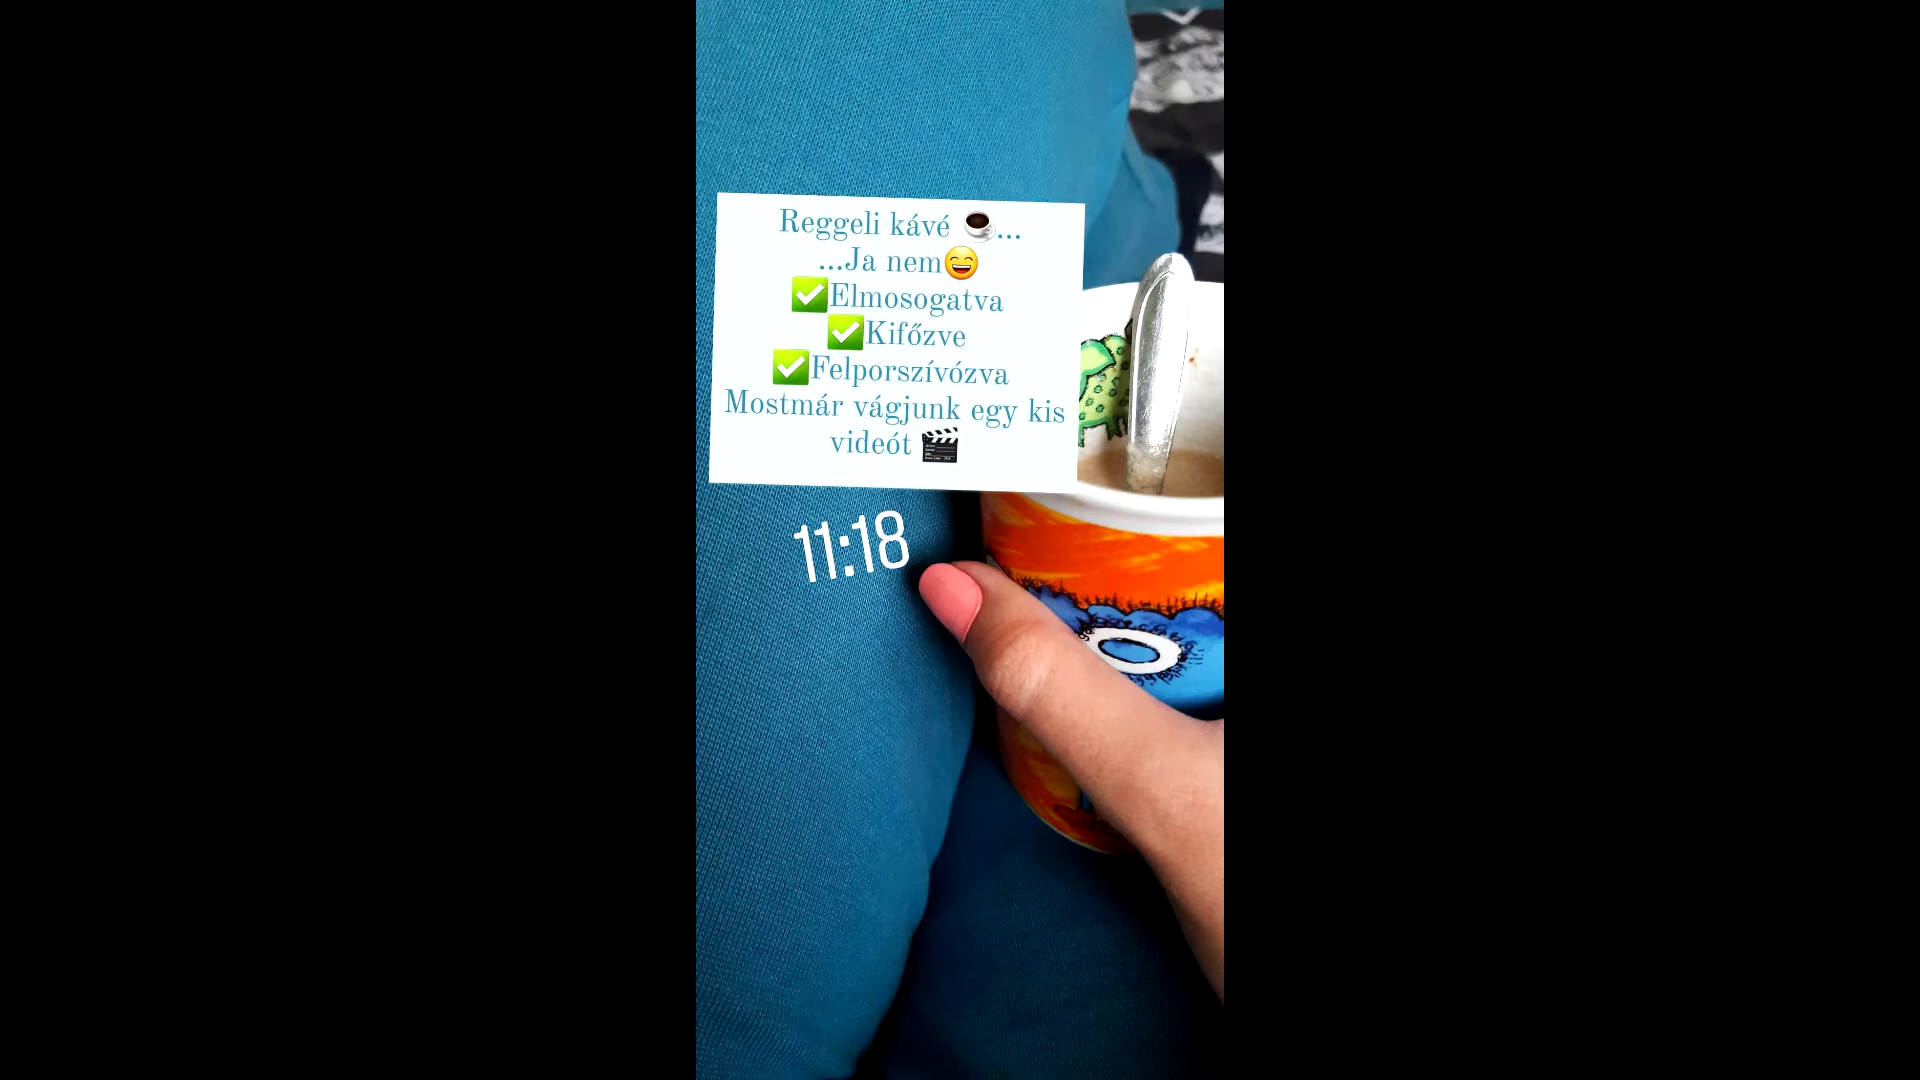 Reggeli kávé ☕...
...Ja nem😄
✅Elmosogatva
✅Kifőzve
✅Felporszívózva
Mostmár vágjunk egy kis
videót 🎬
11:18